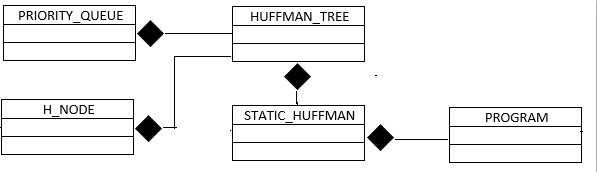 PRIORITY_QUEUE
HUFFMAN_TREE
H_NODE
STATIC_HUFFMAN
PROGRAM